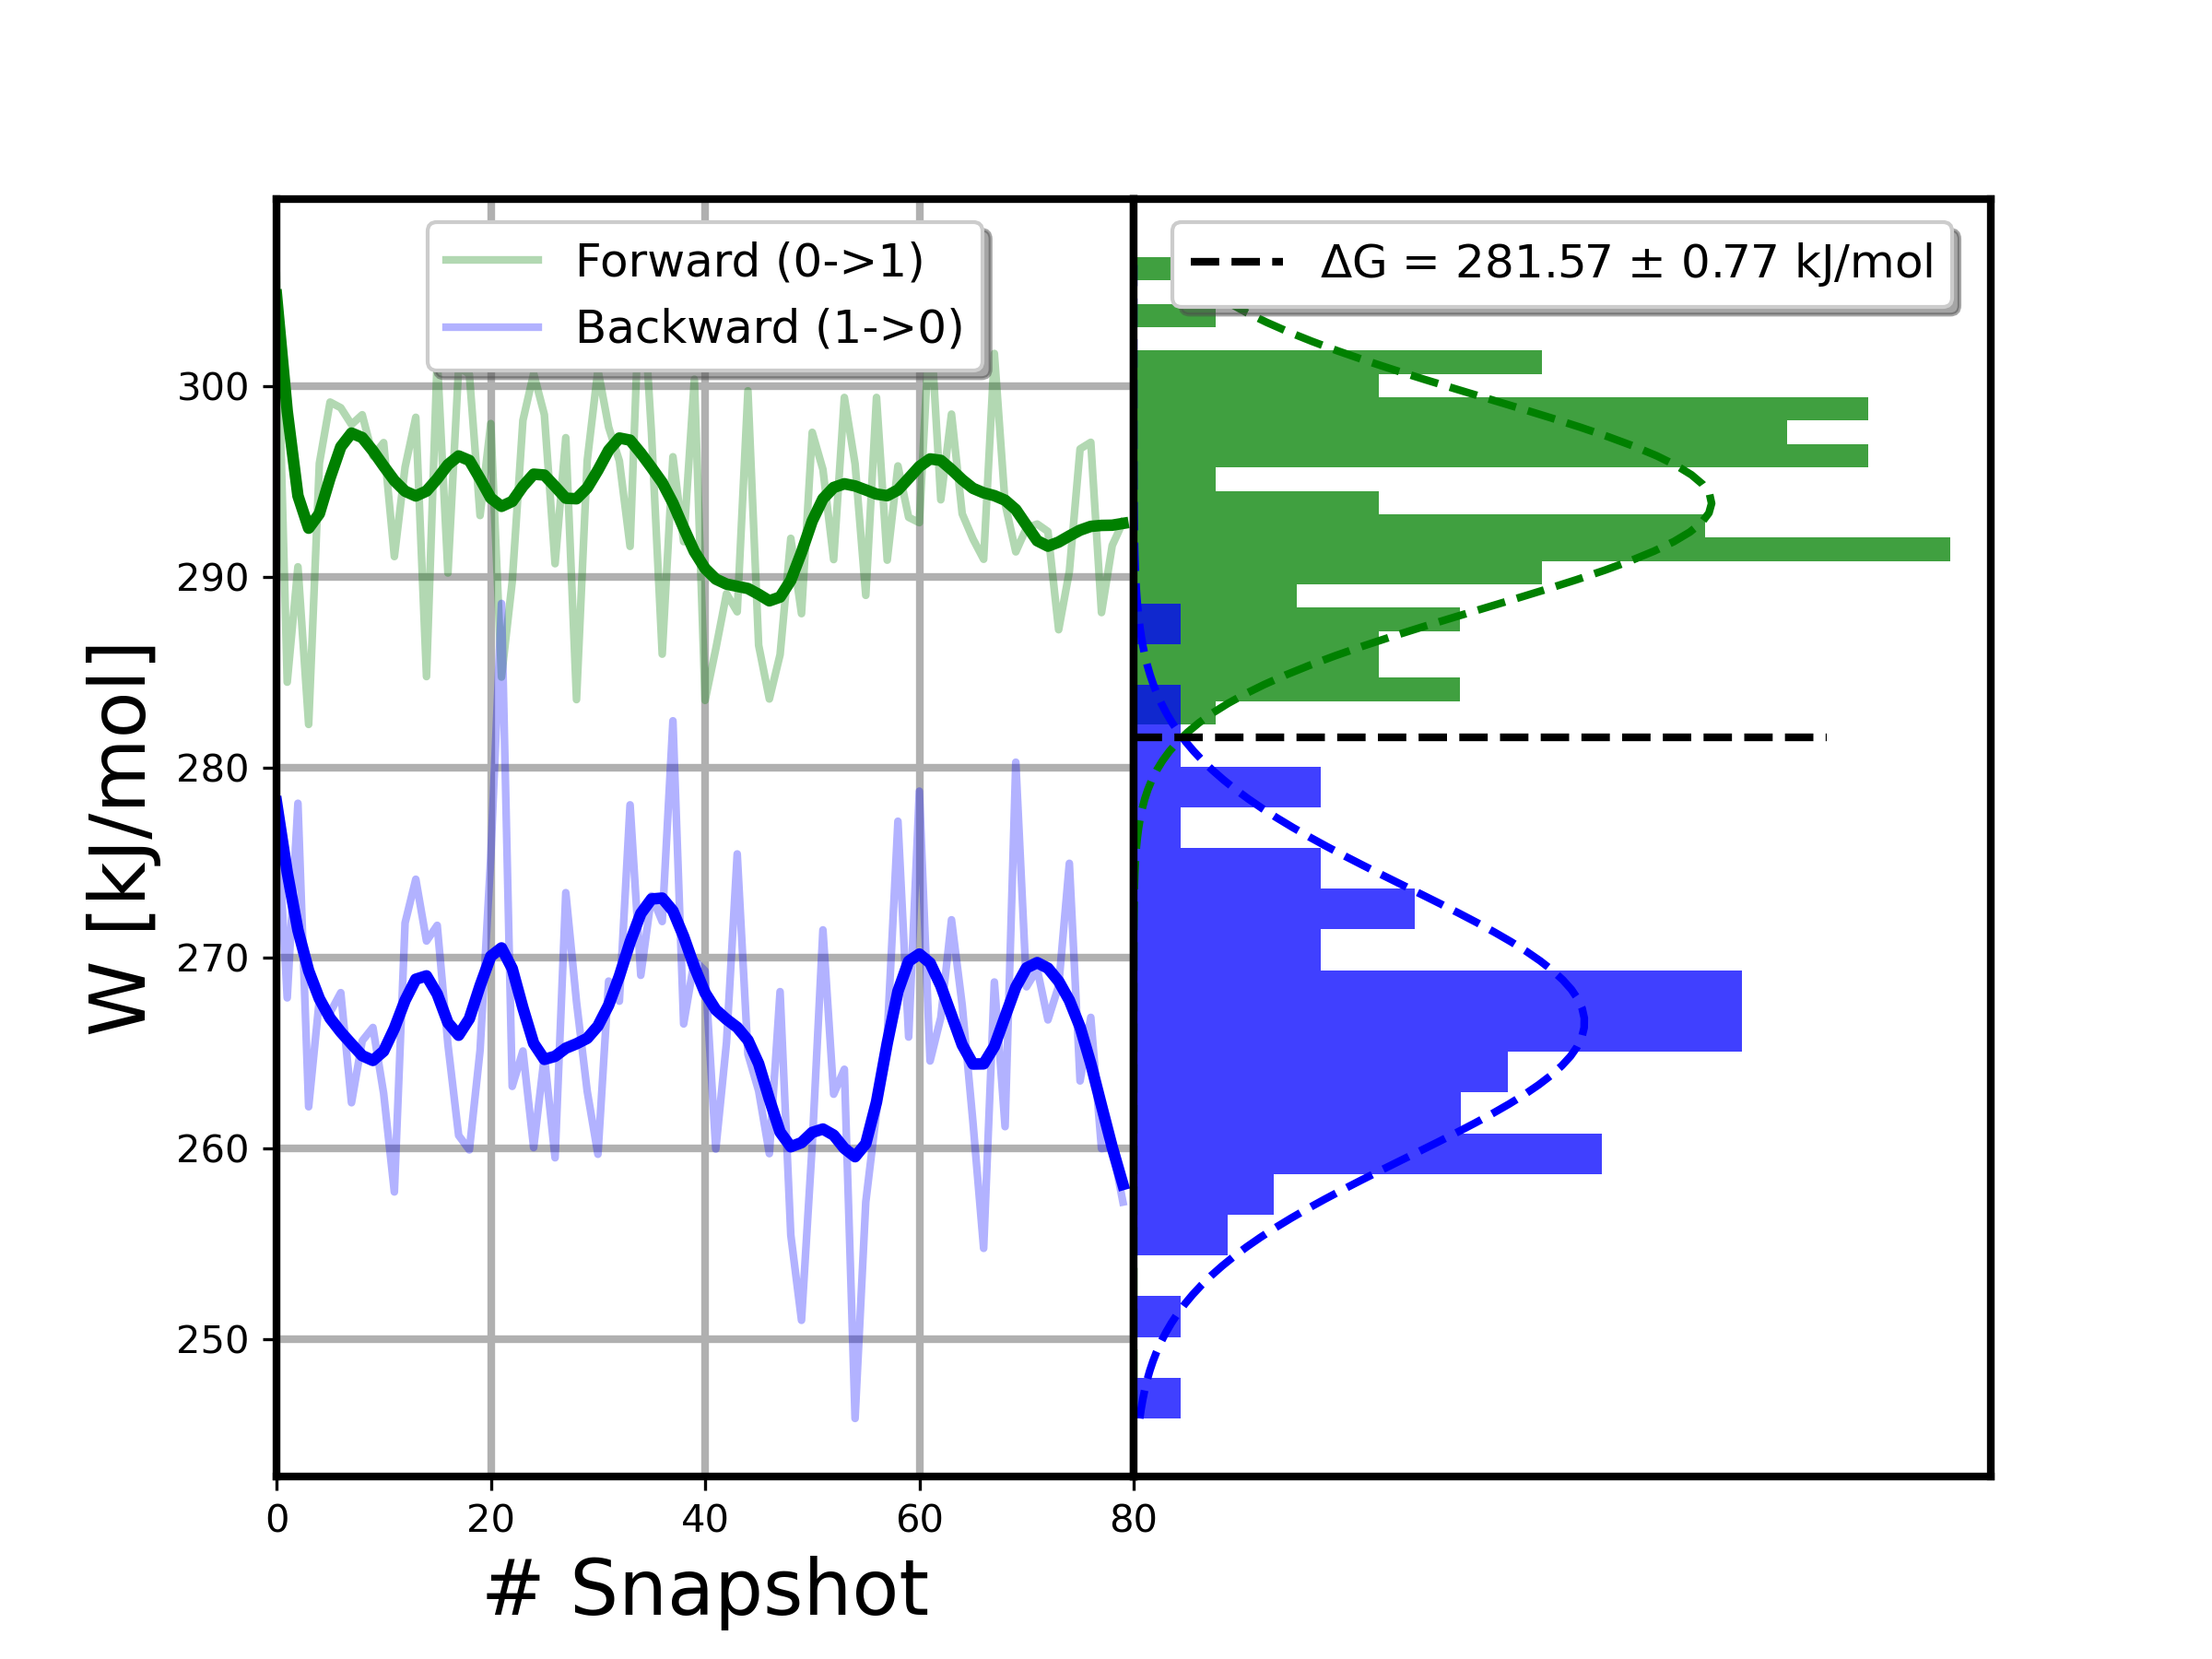 Forward (0->1)
Backward (1->0)
ΔG = 281.57 ± 0.77 kJ/mol
W [kJ/mol]
300
290
280
270
260
250
0
20
40
60
80
# Snapshot